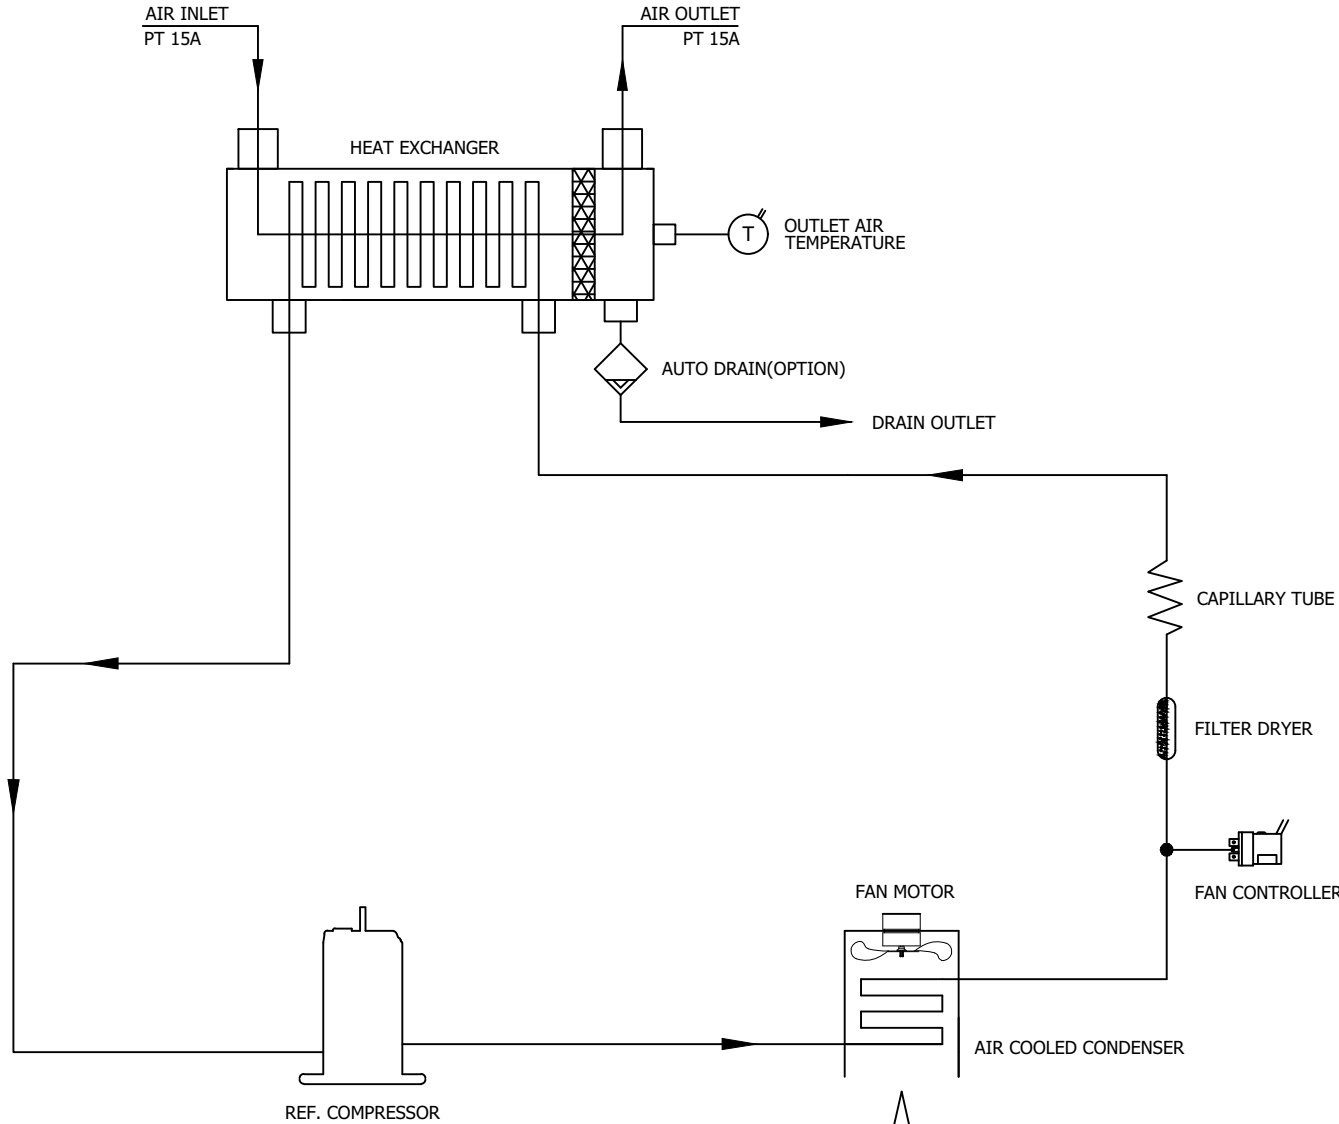 AIR INLET
PT 15A
AIR OUTLET
PT 15A
HEAT EXCHANGER
T
OUTLET AIR
TEMPERATURE
AUTO DRAIN(OPTION)
DRAIN OUTLET
CAPILLARY TUBE
FILTER DRYER
FAN CONTROLLER
FAN MOTOR
AIR COOLED CONDENSER
REF. COMPRESSOR